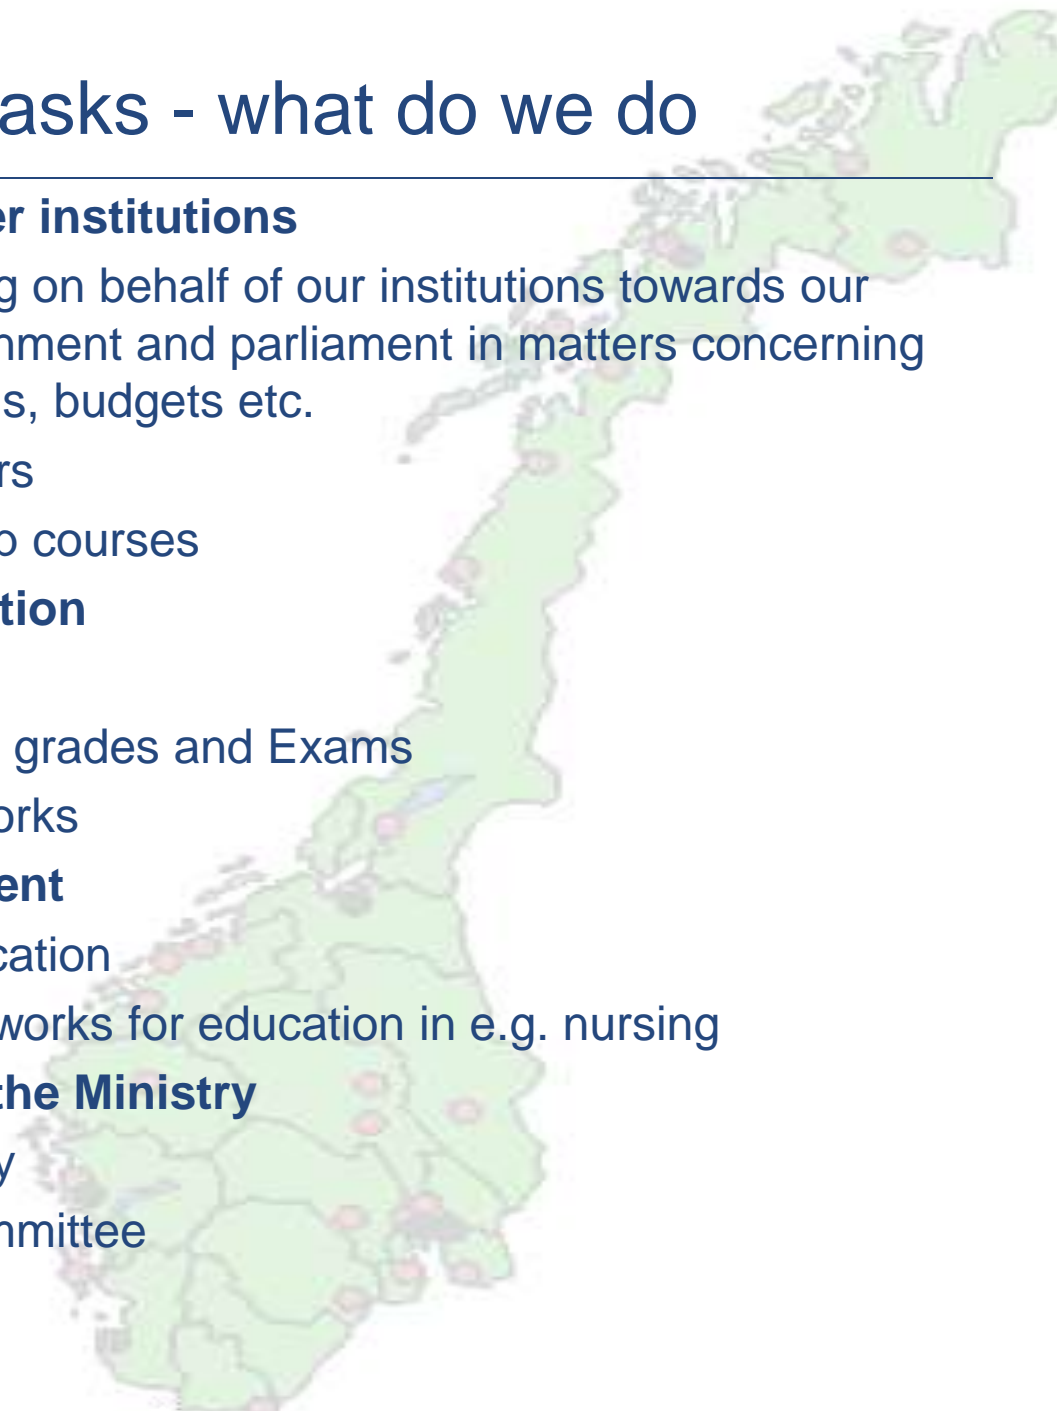 asks - what do we do
er institutions
g on behalf of our institutions towards our
nment and parliament in matters concerning
s, budgets etc.
rs
o courses
tion
grades and Exams
orks
ent
cation
works for education in e.g. nursing
the Ministry
y
mmittee